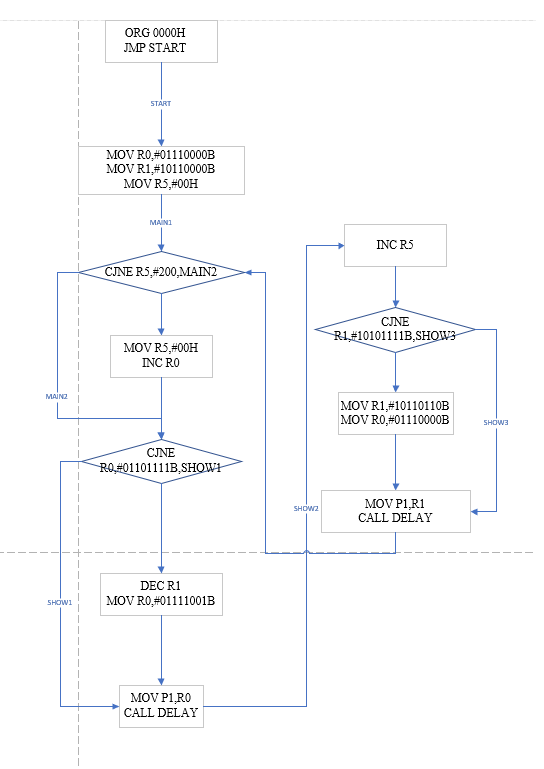 ORG 0000H
JMP START
START
MOV R0,#01110000B
MOV R1,#10110000B
MOV R5,#00H
MAIN1
CJNE R5,#200,MAIN2
MOV R5,#00H
INC R0
MAIN2
CJNE
R0,#01101111B,SHOW1
DEC R1
MOV R0,#01111001B
SHOW1
MOV P1,R0
CALL DELAY
SHOW2
INC R5
CJNE
R1,#10101111B,SHOW3
MOV R1,#10110110B
MOV R0,#01110000B
SHOW3
MOV P1,R1
CALL DELAY